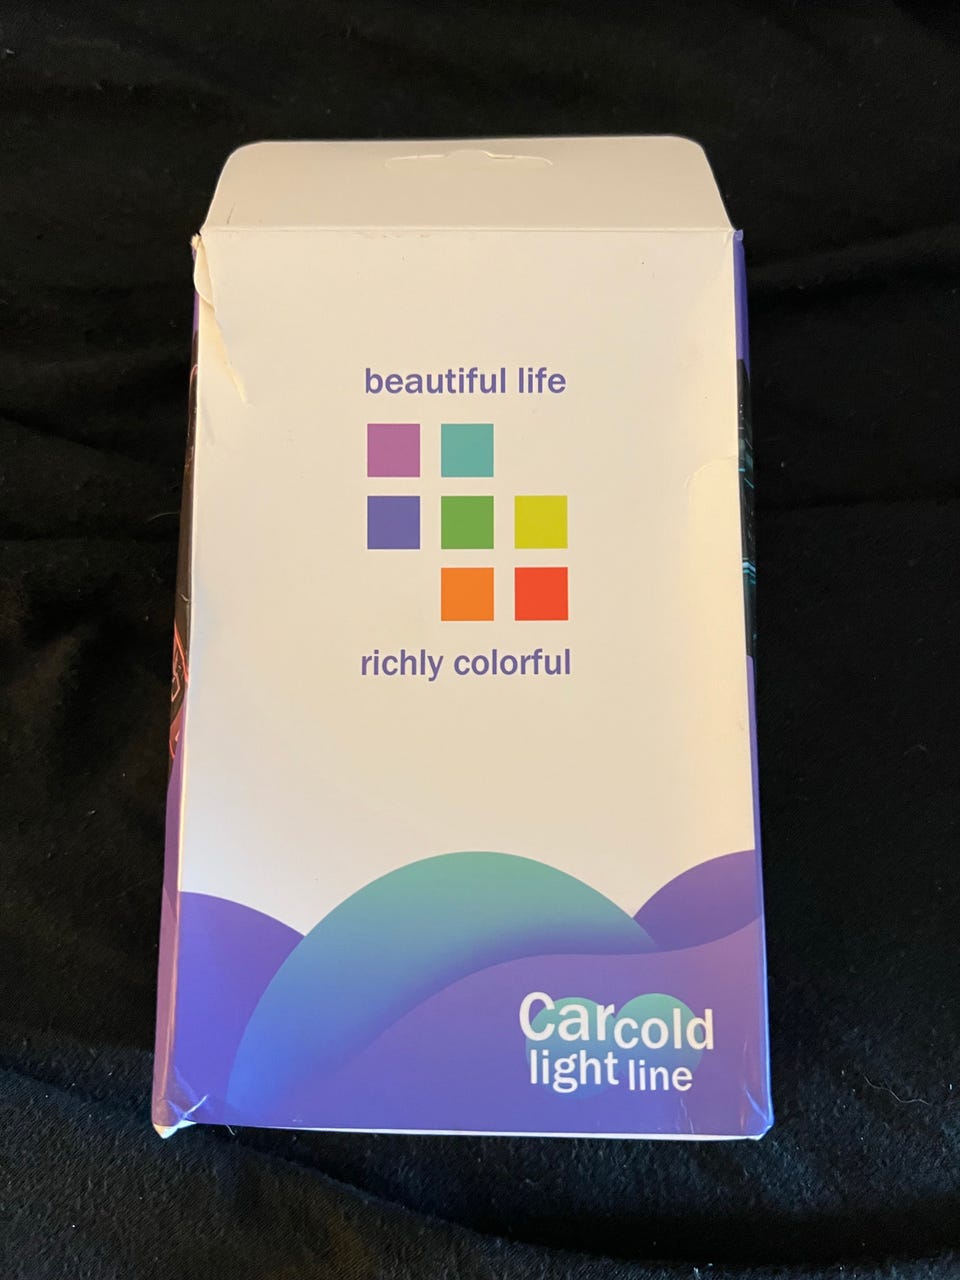 beautiful life
richly colorful
Carcold
light line